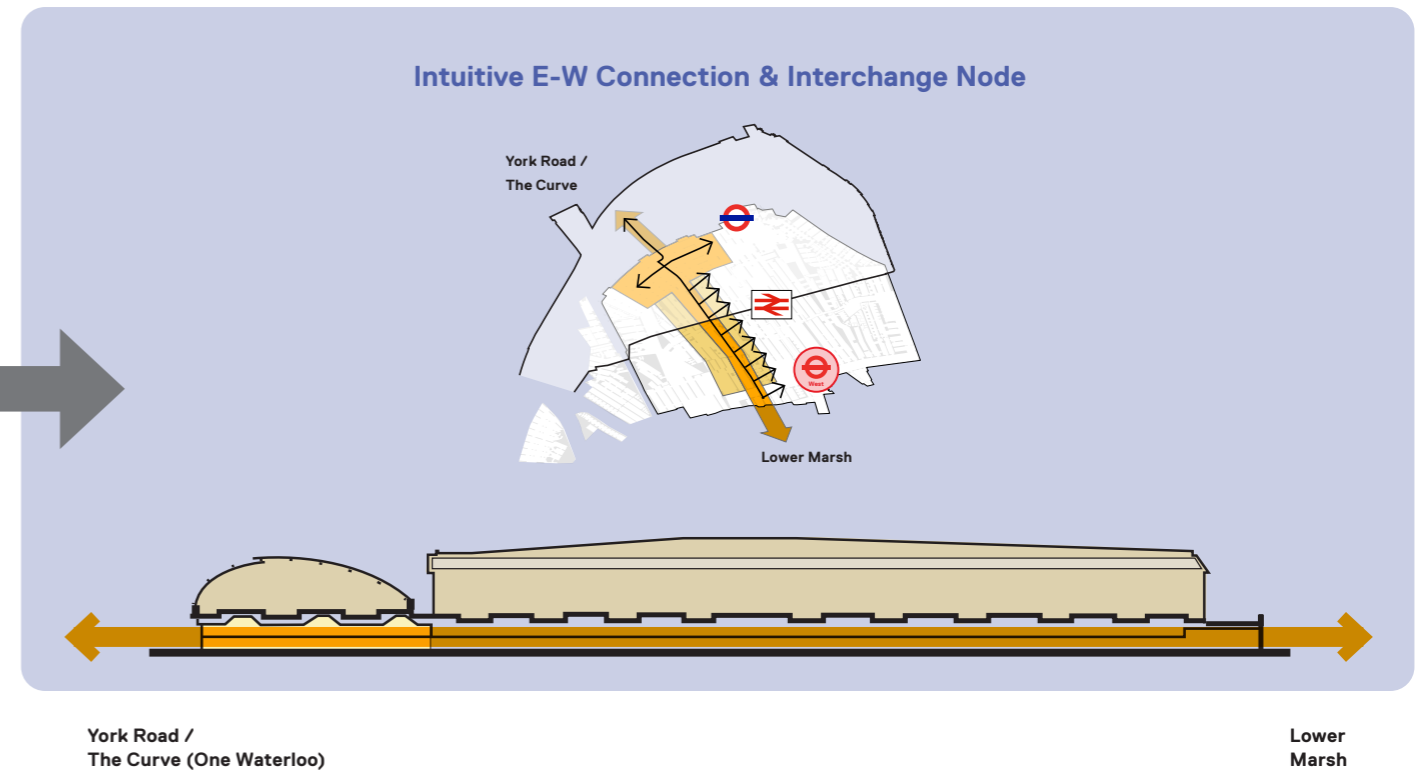 Intuitive E-W Connection & Interchange Node
York Road /
The Curve
West
Lower Marsh
York Road /
The Curve (One Waterloo)
Lower
Marsh